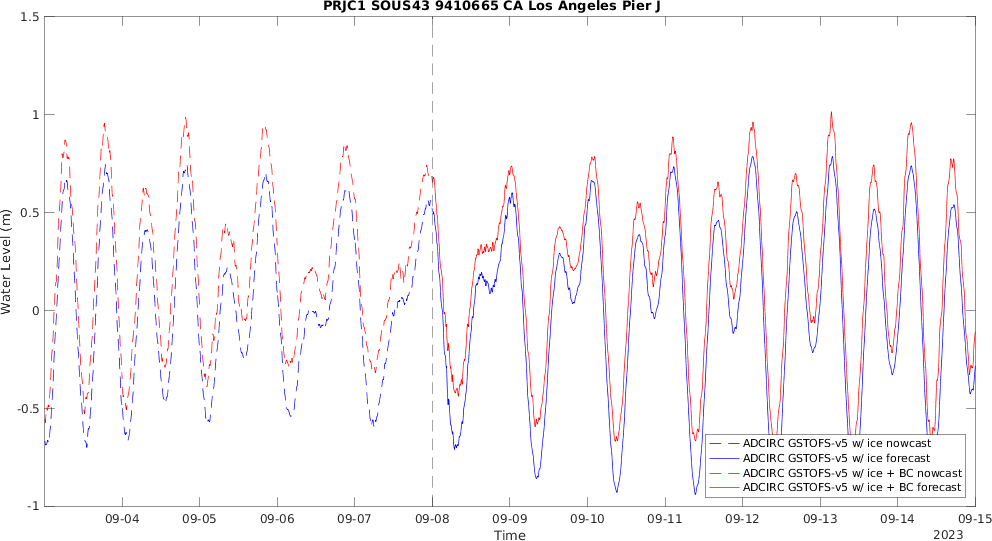 PRJC1 SOUS43 9410665 CA Los Angeles Pier J
1.5
1
0.5
0
-0.5
-1
Water Level (m)
ADCIRC GSTOFS-v5 w/ ice nowcast
ADCIRC GSTOFS-v5 w/ ice forecast
ADCIRC GSTOFS-v5 w/ ice + BC nowcast
ADCIRC GSTOFS-v5 w/ ice + BC forecast
09-04 09-05 09-06 09-07 09-08 09-09 09-10 09-11 09-12 09-13 09-14 09-15
Time
2023